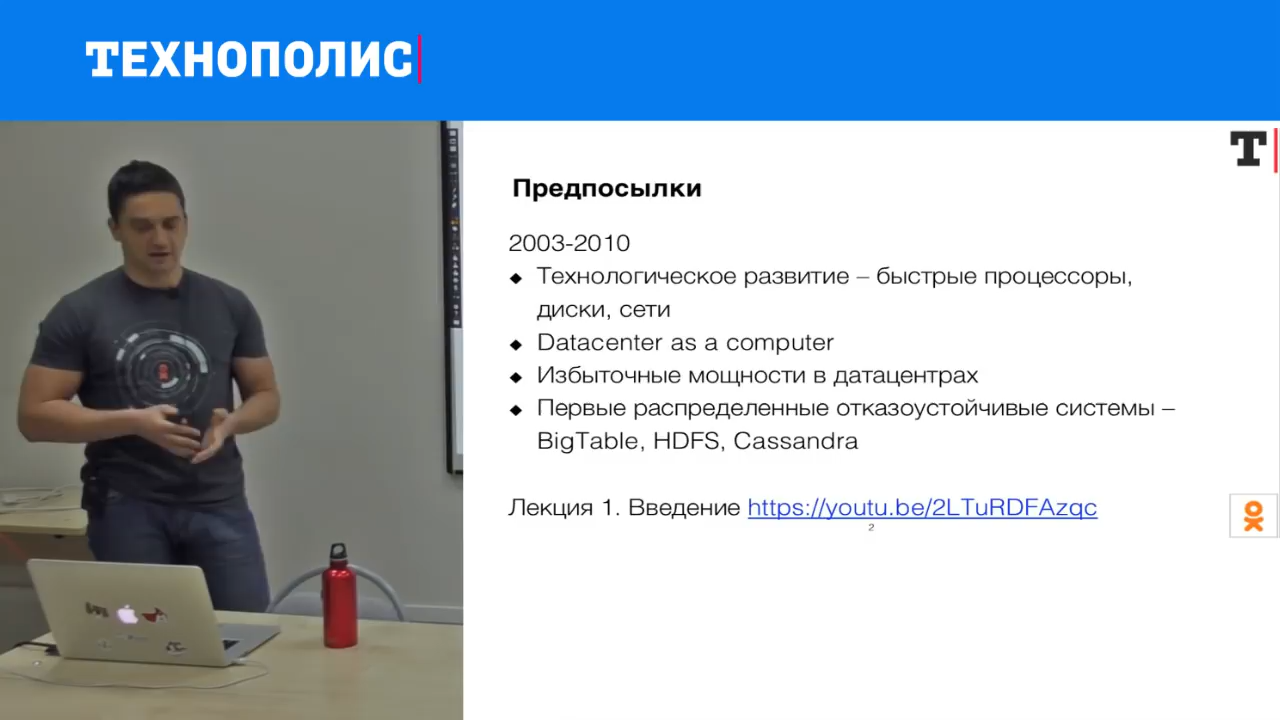 ТЕХНОПОЛИС
T
Предпосылки
2003-2010
Технологическое развитие – быстрые процессоры,
диски, сети
Datacenter as a computer
Избыточные мощности в датацентрах
Первые распределенные отказоустойчивые системы –
BigTable, HDFS, Cassandra
Лекция 1. Введение https://youtu.be/2LTuRDFAzqc
2